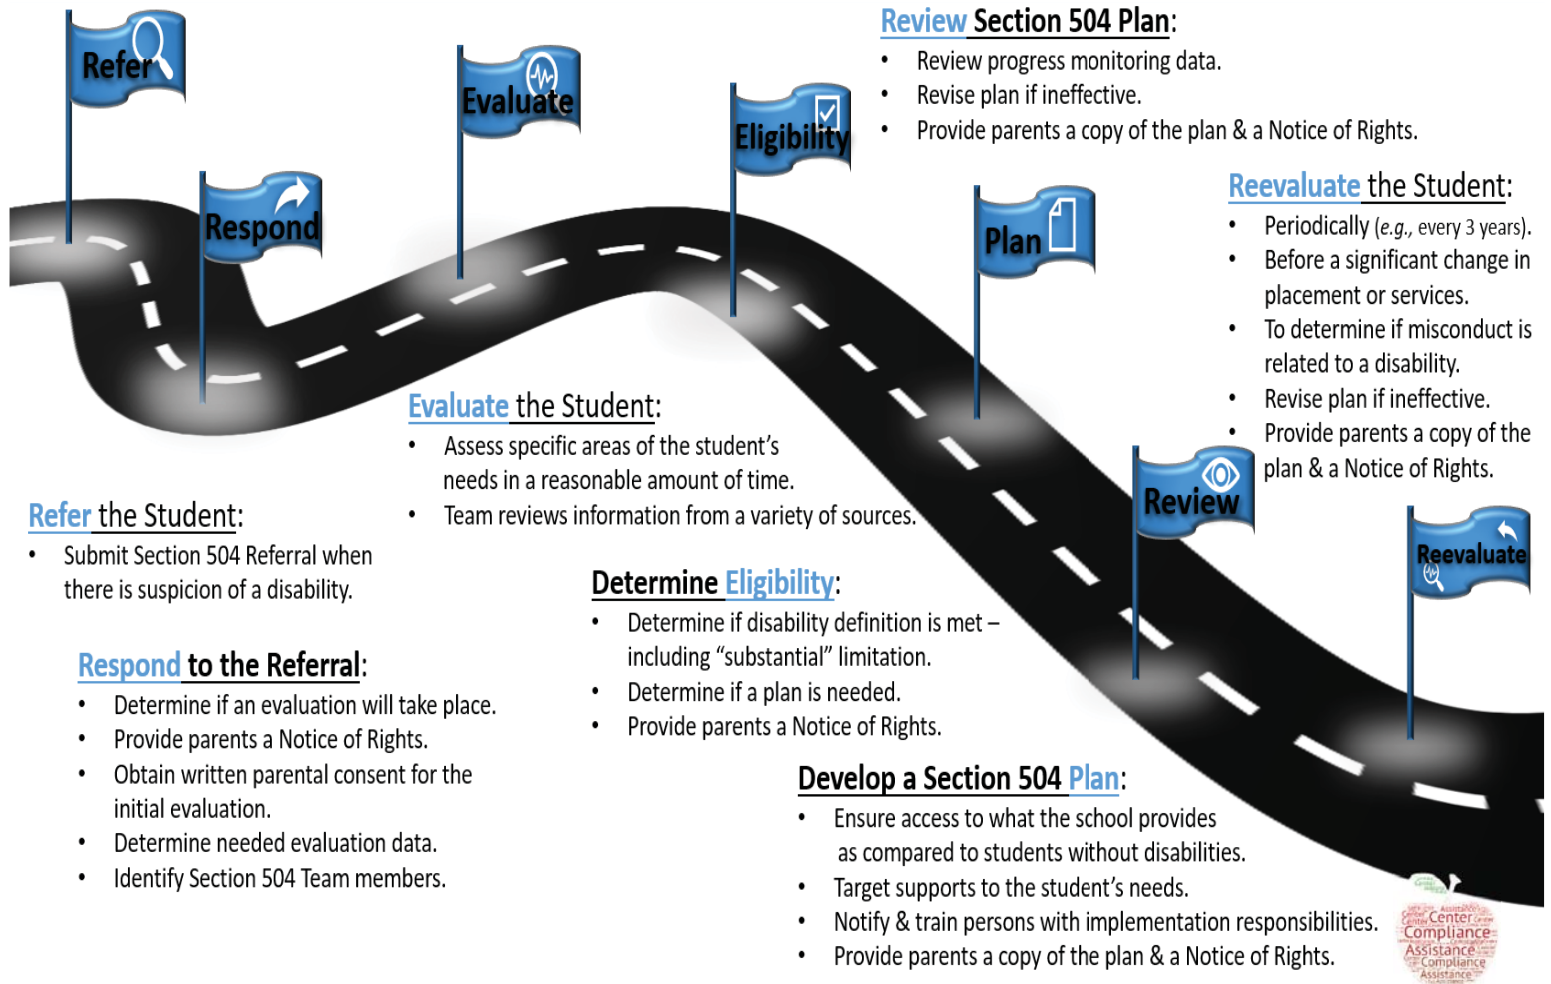 Refer
Respond
Evaluate
Eligibility
Plan
Review
Reevaluate
Refer the Student:
• Submit Section 504 Referral when
there is suspicion of a disability.
Respond to the Referral:
• Determine if an evaluation will take place.
• Provide parents a Notice of Rights.
• Obtain written parental consent for the
initial evaluation.
• Determine needed evaluation data.
• Identify Section 504 Team members.
Evaluate the Student:
• Assess specific areas of the student’s
needs in a reasonable amount of time.
• Team reviews information from a variety of sources.
Determine Eligibility:
• Determine if disability definition is met –
including “substantial” limitation.
• Determine if a plan is needed.
• Provide parents a Notice of Rights.
Develop a Section 504 Plan:
• Ensure access to what the school provides
as compared to students without disabilities.
• Target supports to the student’s needs.
• Notify & train persons with implementation responsibilities.
• Provide parents a copy of the plan & a Notice of Rights.
Review Section 504 Plan:
• Review progress monitoring data.
• Revise plan if ineffective.
• Provide parents a copy of the plan & a Notice of Rights.
Reevaluate the Student:
• Periodically (e.g., every 3 years).
• Before a significant change in
placement or services.
• To determine if misconduct is
related to a disability.
• Revise plan if ineffective.
• Provide parents a copy of the
plan & a Notice of Rights.
Center
Compliance
Assistance
Compliance
Assistance